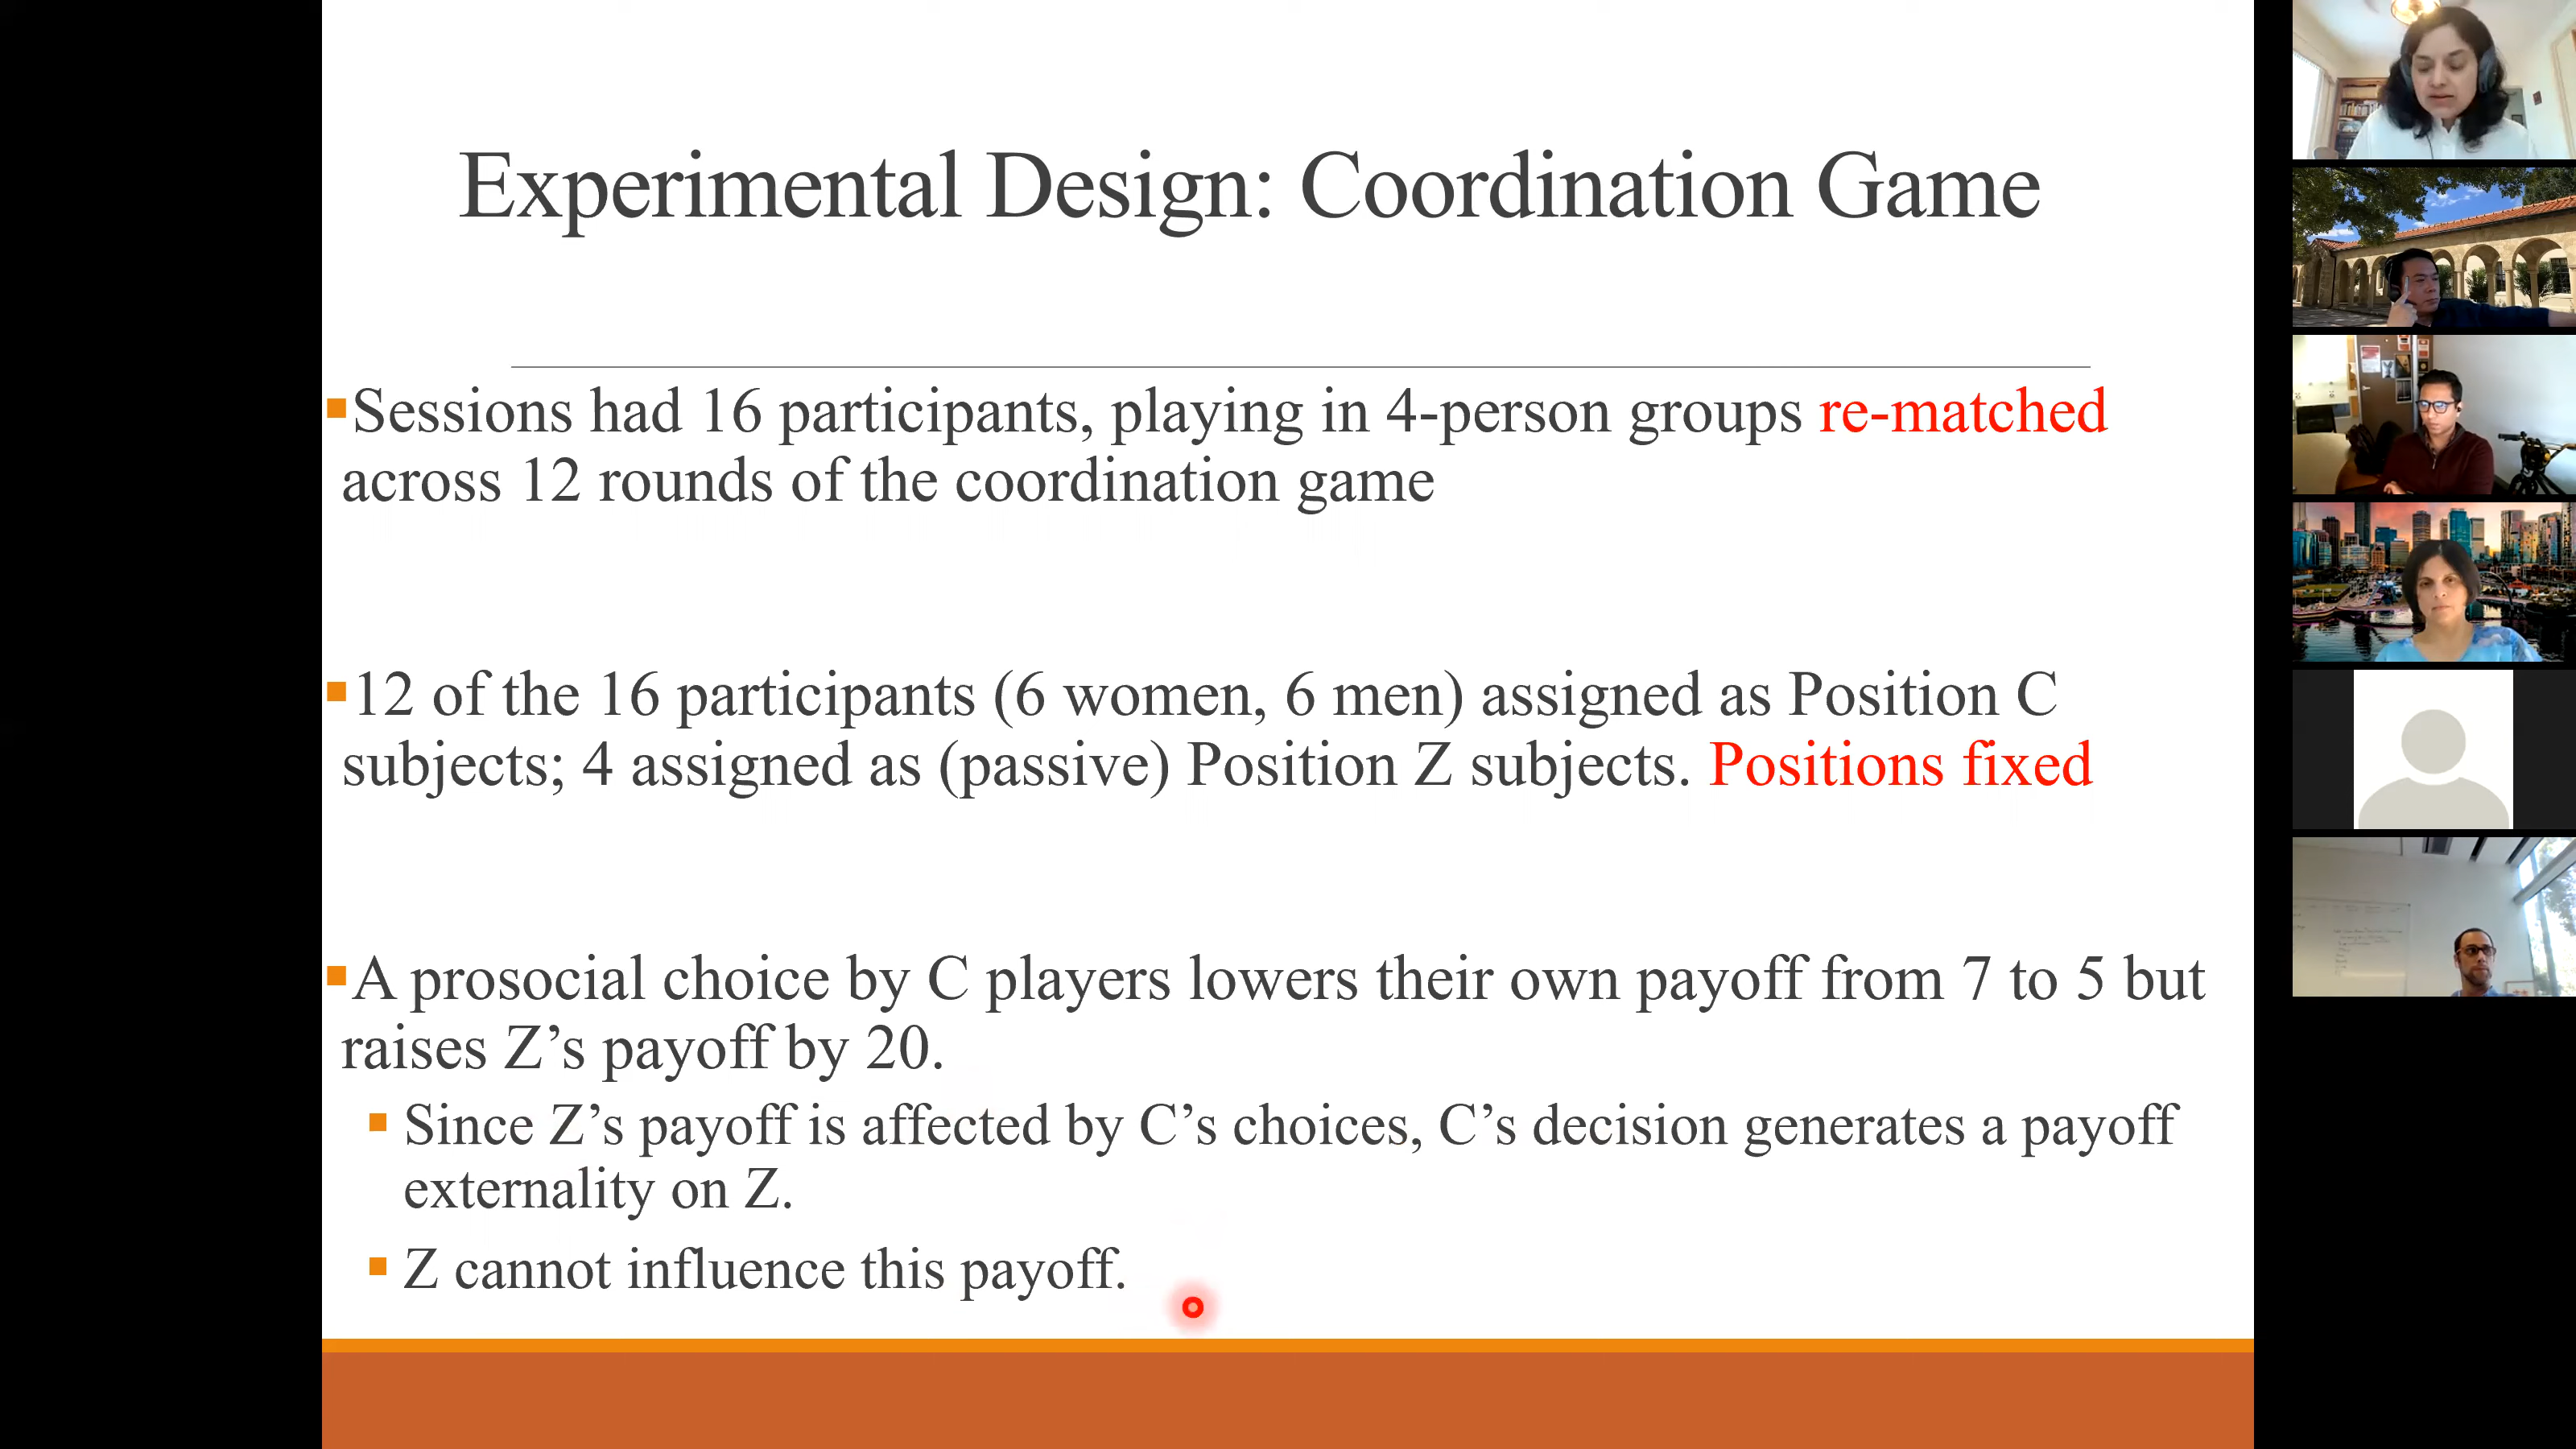 Experimental Design: Coordination Game
▪Sessions had 16 participants, playing in 4-person groups re-matched
across 12 rounds of the coordination game
▪12 of the 16 participants (6 women, 6 men) assigned as Position C
subjects; 4 assigned as (passive) Position Z subjects. Positions fixed
▪A prosocial choice by C players lowers their own payoff from 7 to 5 but
raises Z’s payoff by 20.
▪ Since Z’s payoff is affected by C’s choices, C’s decision generates a payoff
externality on Z.
▪ Z cannot influence this payoff.